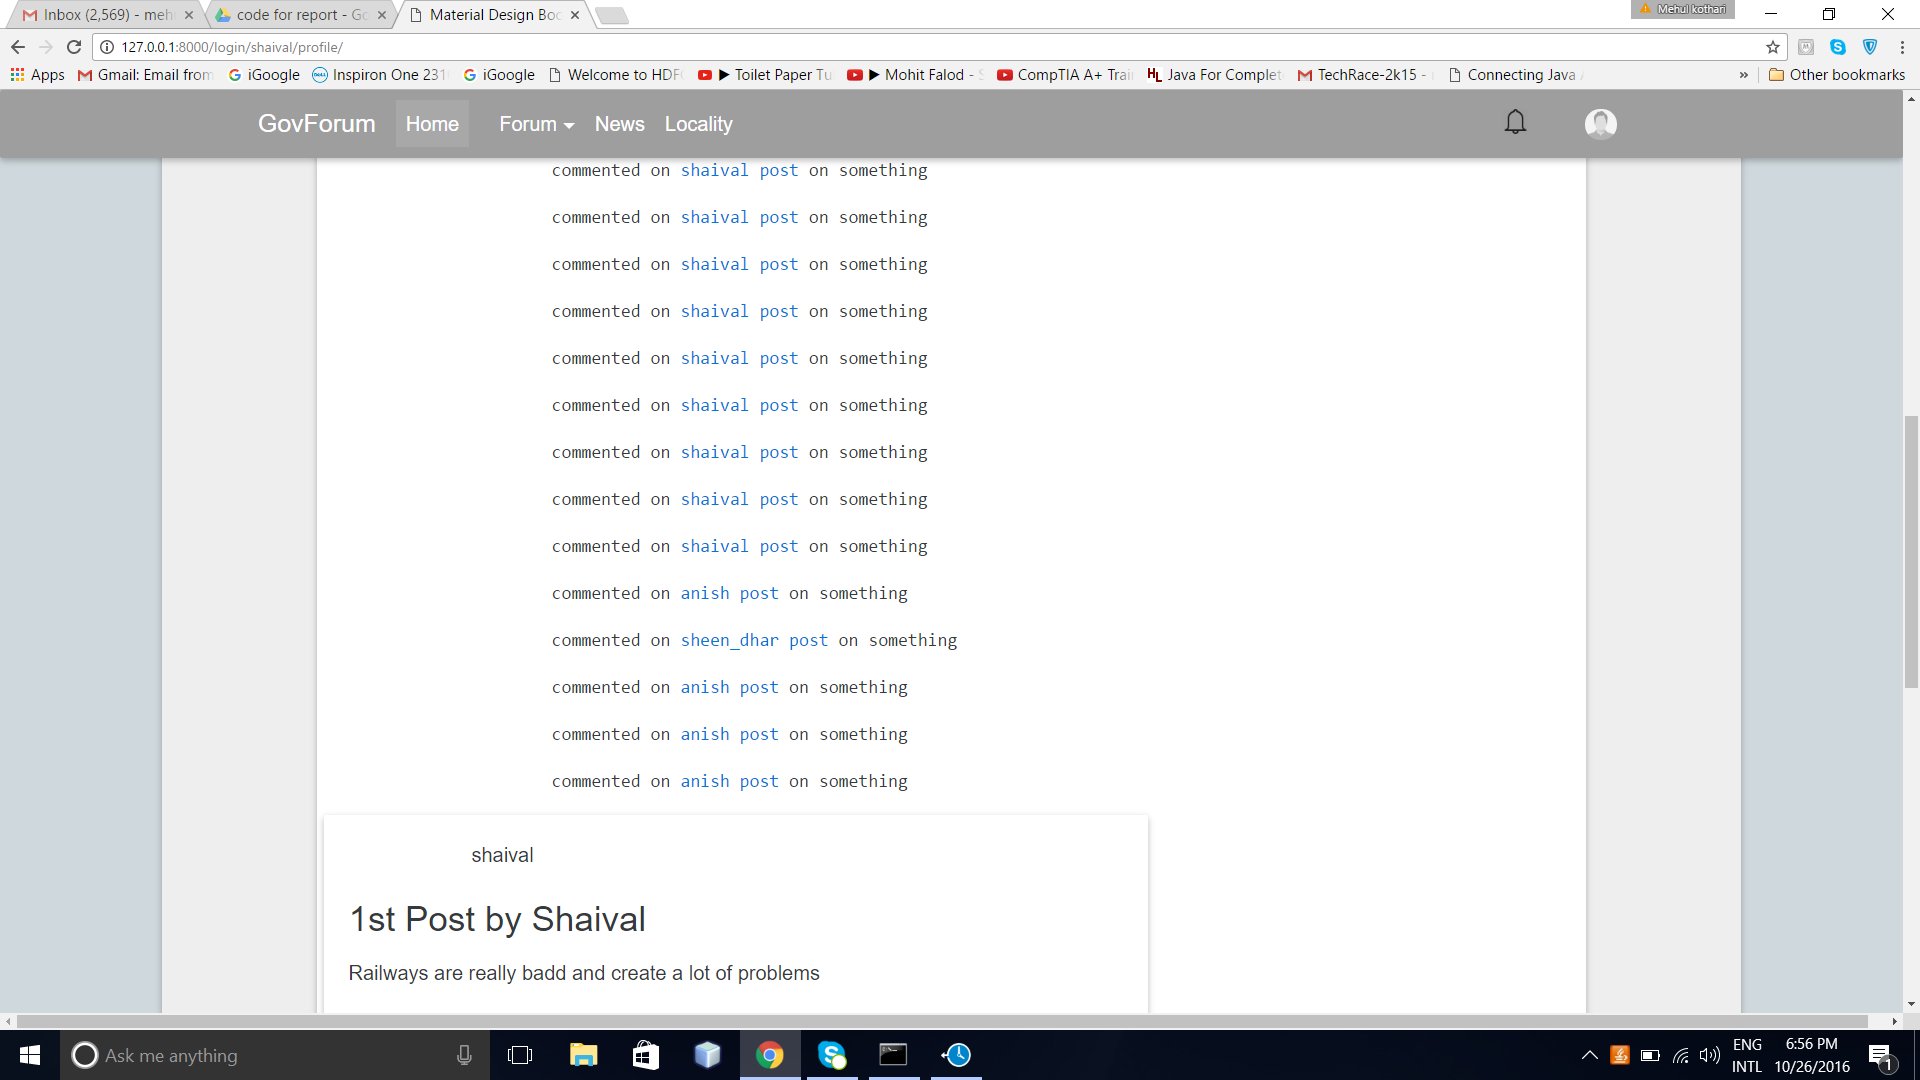 Inbox (2,569) - meh
code for report - Go
Material Design Boo
Mehul kothari
127.0.0.1:8000/login/shaival/profile/
Apps
Gmail: Email from
iGoogle
Inspiron One 231
iGoogle
Welcome to HDF
▶ Toilet Paper Tu
▶ Mohit Falod - S
CompTIA A+ Trai
HL Java For Complet
TechRace-2k15 -
Connecting Java
»
Other bookmarks
GovForum Home Forum News Locality
commented on shaival post on something
commented on shaival post on something
commented on shaival post on something
commented on shaival post on something
commented on shaival post on something
commented on shaival post on something
commented on shaival post on something
commented on shaival post on something
commented on shaival post on something
commented on anish post on something
commented on sheen_dhar post on something
commented on anish post on something
commented on anish post on something
commented on anish post on something
shaival
1st Post by Shaival
Railways are really badd and create a lot of problems
Ask me anything
ENG
INTL
6:56 PM
10/26/2016
1